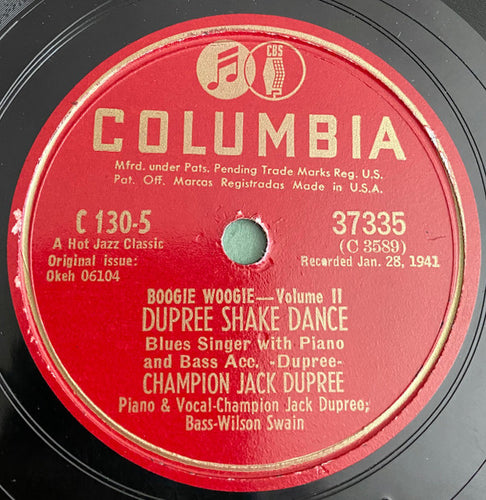 CBS
COLUMBIA
Mfrd. under Pats. Pending Trade Marks Reg. U.S.
Pat. Off. Marcas Registradas Made in U.S.A.
C 130-5
A Hot Jazz Classic
Original issue:
Okeh 06104
37335
(C 3589)
Recorded Jan. 28, 1941
BOOGIE WOOGIE—Volume II
DUPREE SHAKE DANCE
Blues Singer with Piano
and Bass Acc. -Dupree-
CHAMPION JACK DUPREE
Piano & Vocal-Champion Jack Dupree;
Bass-Wilson Swain